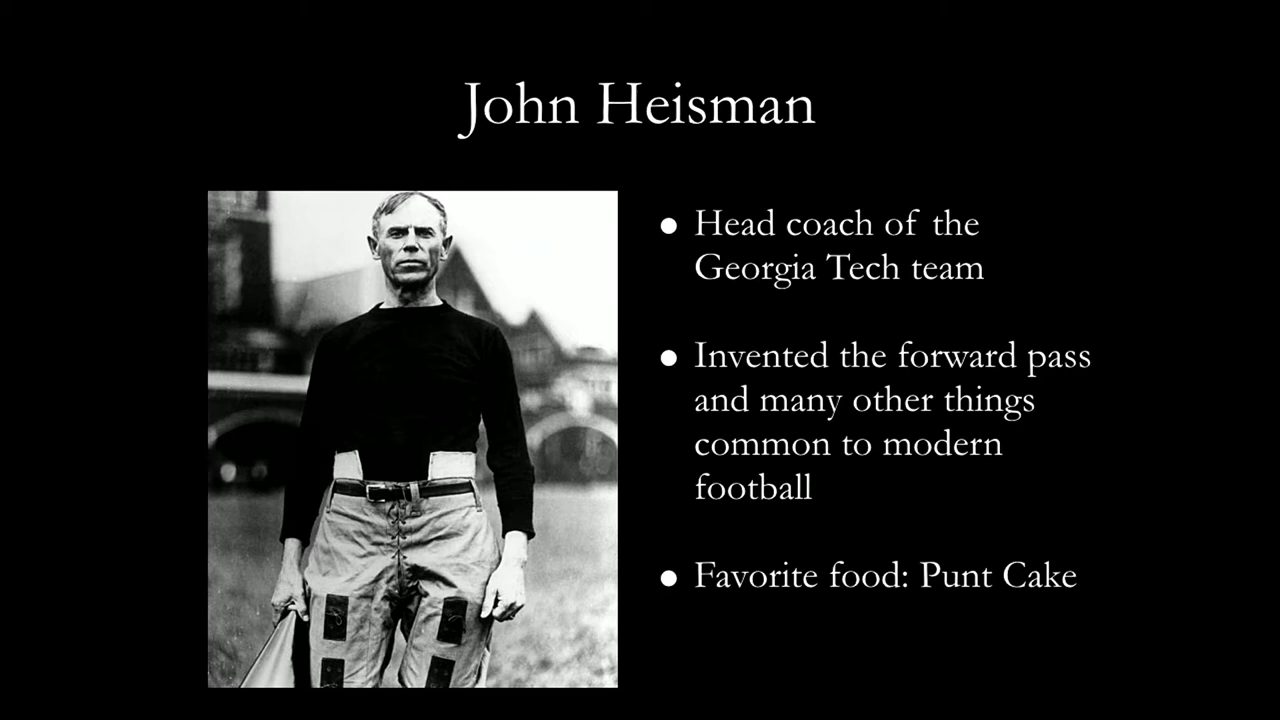 John Heisman
● Head coach of the
Georgia Tech team
● Invented the forward pass
and many other things
common to modern
football
● Favorite food: Punt Cake